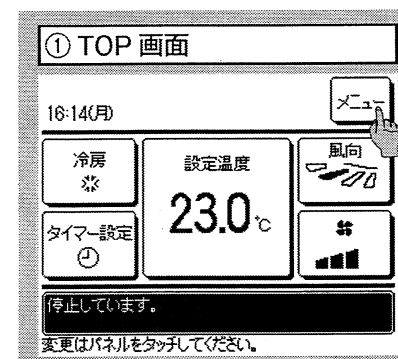 ① TOP 画面
16:14(月)
メニュー
冷房
設定温度
風向
タイマー設定
23.0℃
停止しています。
変更はパネルをタッチしてください。